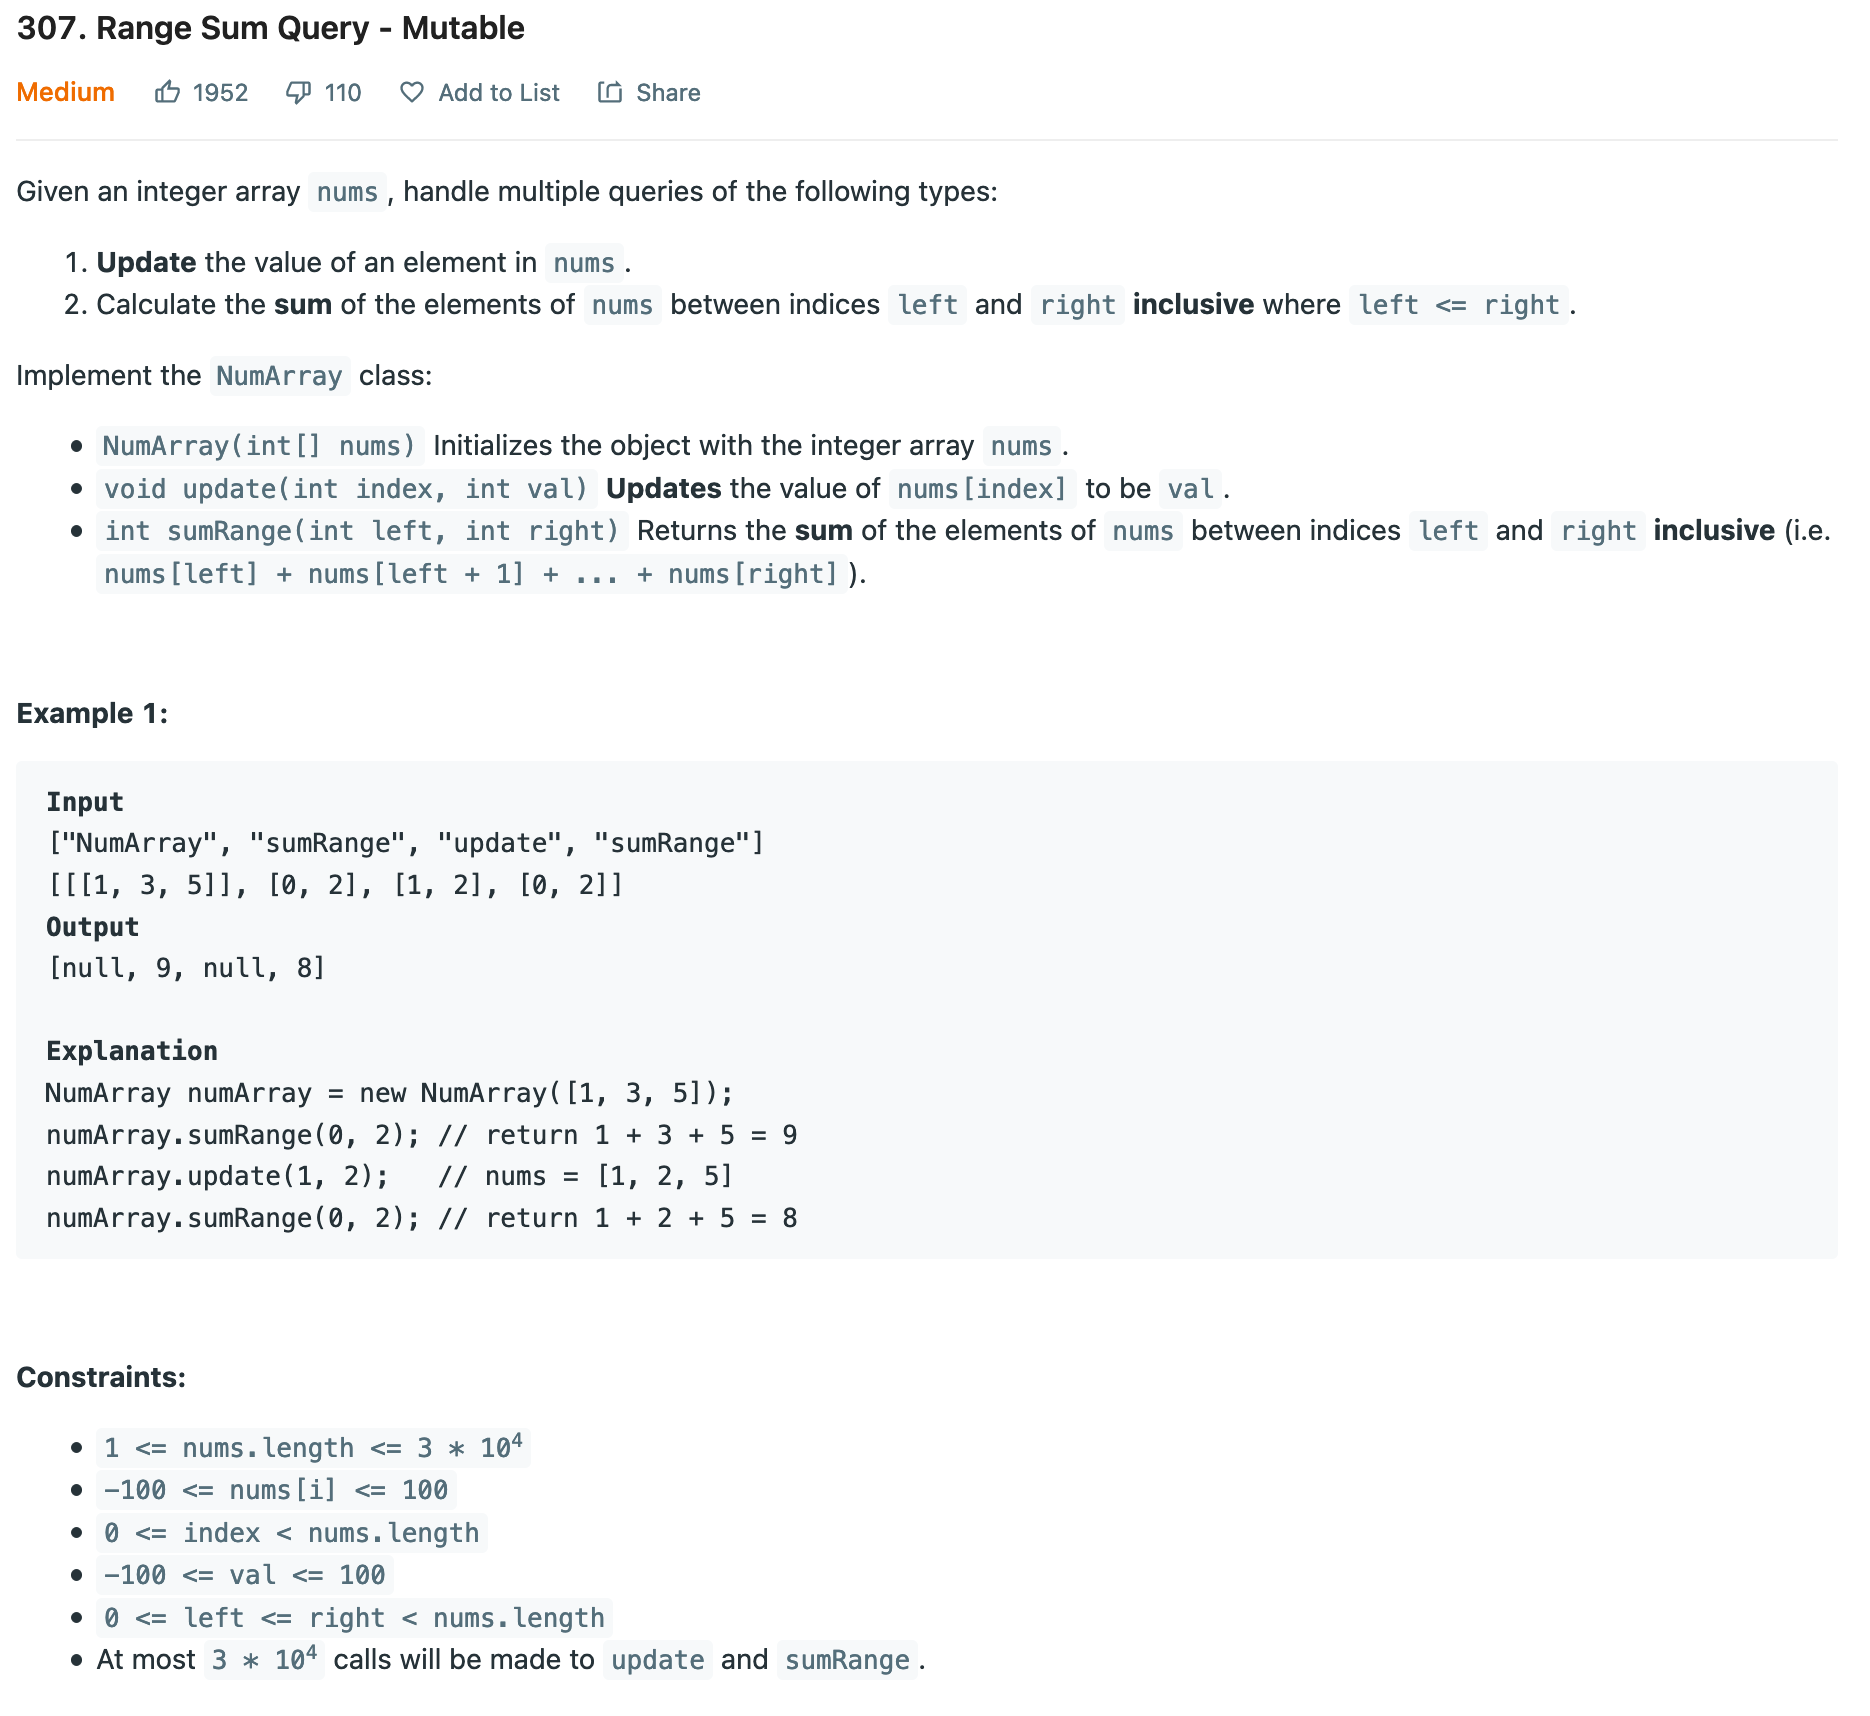 307. Range Sum Query - Mutable
Medium 1952 110 Add to List Share
Given an integer array nums, handle multiple queries of the following types:
1. Update the value of an element in nums.
2. Calculate the sum of the elements of nums between indices left and right inclusive where left <= right.
Implement the NumArray class:
• NumArray(int[] nums) Initializes the object with the integer array nums.
• void update(int index, int val) Updates the value of nums[index] to be val.
• int sumRange(int left, int right) Returns the sum of the elements of nums between indices left and right inclusive (i.e.
nums[left] + nums[left + 1] + ... + nums[right]).
Example 1:
Input
["NumArray", "sumRange", "update", "sumRange"]
[[[1, 3, 5]], [0, 2], [1, 2], [0, 2]]
Output
[null, 9, null, 8]
Explanation
NumArray numArray = new NumArray([1, 3, 5]);
numArray.sumRange(0, 2); // return 1 + 3 + 5 = 9
numArray.update(1, 2);   // nums = [1, 2, 5]
numArray.sumRange(0, 2); // return 1 + 2 + 5 = 8
Constraints:
• 1 <= nums.length <= 3 * 10⁴
• -100 <= nums[i] <= 100
• 0 <= index < nums.length
• -100 <= val <= 100
• 0 <= left <= right < nums.length
• At most 3 * 10⁴ calls will be made to update and sumRange.